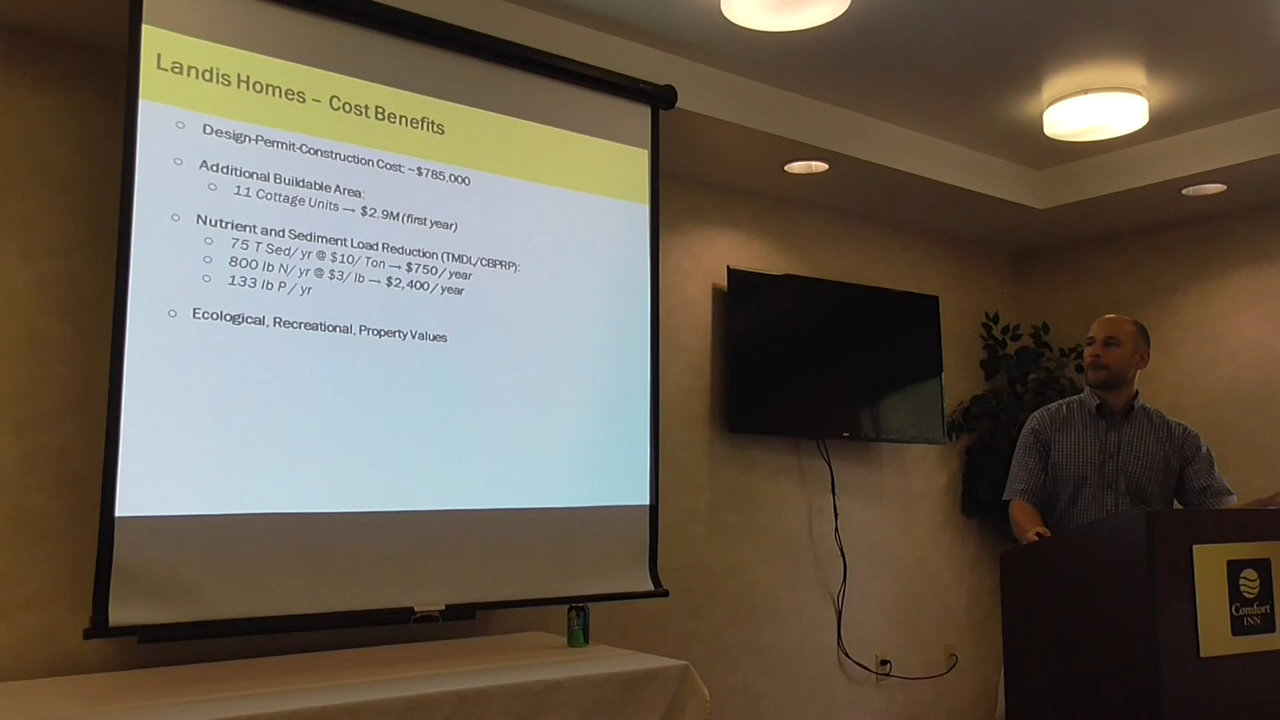 Landis Homes – Cost Benefits
○ Design-Permit-Construction Cost: ~$785,000
○ Additional Buildable Area:
○ 11 Cottage Units → $2.9M (first year)
○ Nutrient and Sediment Load Reduction (TMDL/CBPRP):
○ 75 T Sed/ yr @ $10/ Ton → $750/year
○ 800 lb N/ yr @ $3/ lb → $2,400/year
○ 133 lb P/ yr
○ Ecological, Recreational, Property Values
Comfort
INN